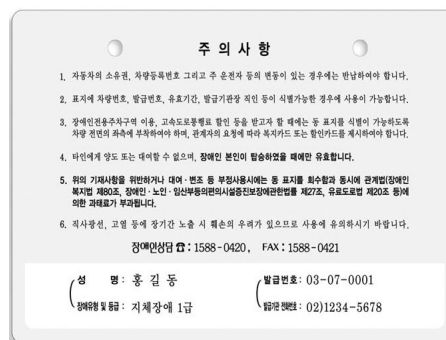 주의사항
1. 자동차의 소유권, 차량등록번호 그리고 주 운전자 등의 변동이 있는 경우에는 반납하여야 합니다.
2. 표지에 차량번호, 발급번호, 유효기간, 발급기관장 직인 등이 식별가능한 경우에 사용이 가능합니다.
3. 장애인전용주차구역 이용, 고속도로통행료 할인 등을 받고자 할 때에는 동 표지를 식별이 가능하도록
차량 전면의 좌측에 부착하여야 하며, 관계자의 요청에 따라 복지카드 또는 할인카드를 제시하여야 합니다.
4. 타인에게 양도 또는 대여할 수 없으며, 장애인 본인이 탑승하였을 때에만 유효합니다.
5. 위의 기재사항을 위반하거나 대여·변조 등 부정사용시에는 동 표지를 회수함과 동시에 관계법(장애인
복지법 제80조, 장애인·노인·임산부등의편의시설증진보장에관한법률 제27조, 유료도로법 제20조 등)에
의한 과태료가 부과됩니다.
6. 직사광선, 고열 등에 장기간 노출 시 훼손의 우려가 있으므로 사용에 유의하시기 바랍니다.
장애인상담 ☎ : 1588-0420, FAX : 1588-0421
성 명 : 홍길동
장애유형 및 등급 : 지체장애 1급
발급번호 : 03-07-0001
발급기관 전화번호 : 02)1234-5678